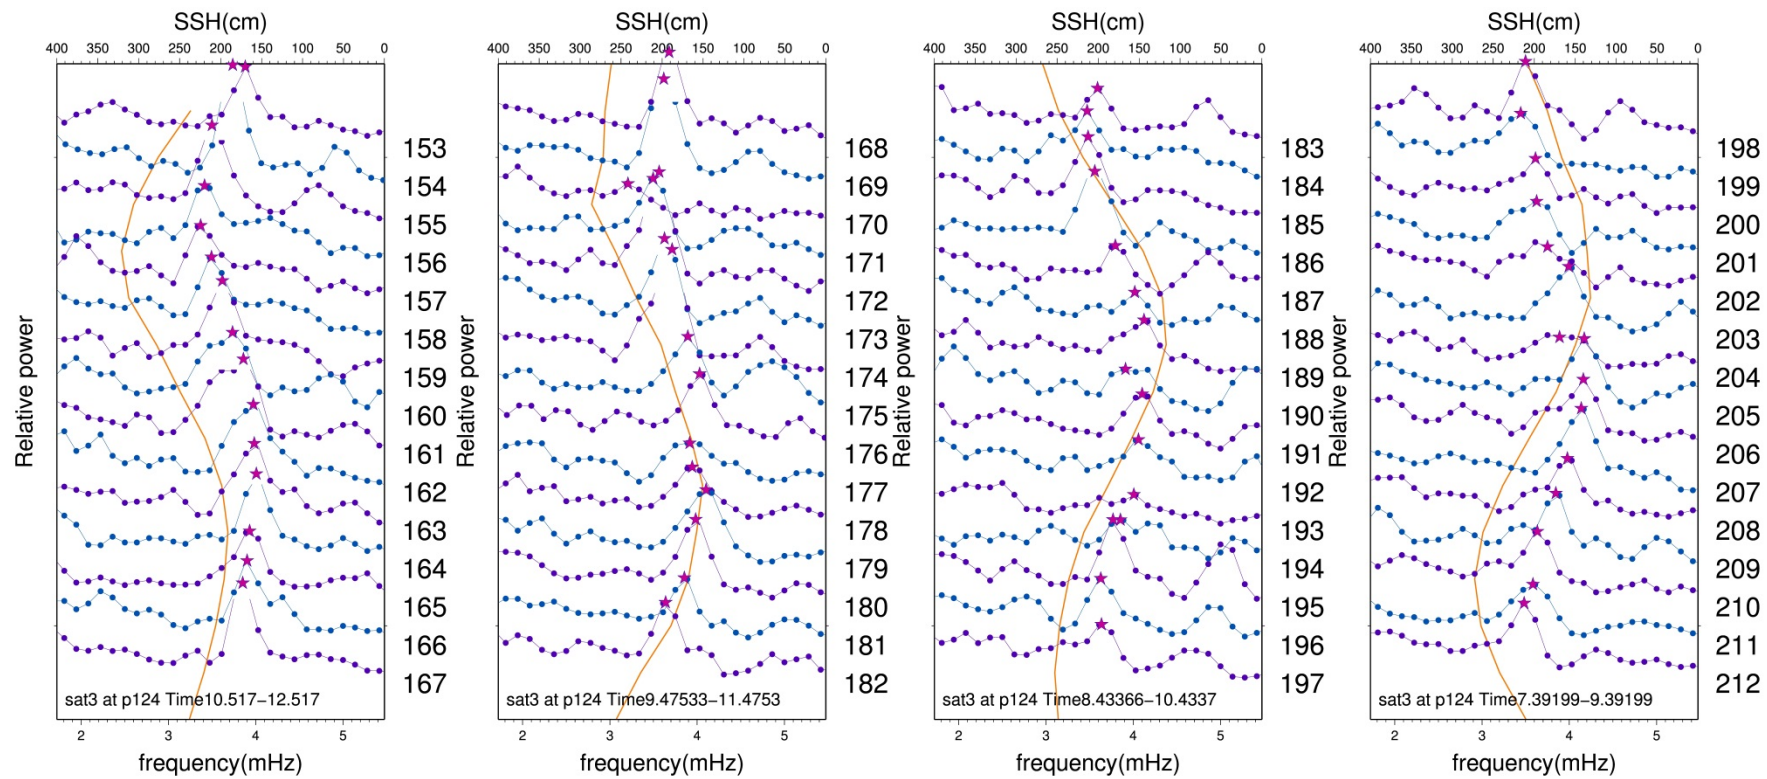 SSH(cm) SSH(cm) SSH(cm) SSH(cm)
400 350 300 250 200 150 100 50 0 400 350 300 250 200 150 100 50 0 400 350 300 250 200 150 100 50 0 400 350 300 250 200 150 100 50 0
153 168 183 198
154 169 184 199
155 170 185 200
156 171 186 201
157 172 187 202
158 173 188 203
159 174 189 204
160 175 190 205
161 176 191 206
162 177 192 207
163 178 193 208
164 179 194 209
165 180 195 210
166 181 196 211
167 182 197 212
Relative power Relative power Relative power Relative power
sat3 at p124 Time10.517−12.517 sat3 at p124 Time9.47533−11.4753 sat3 at p124 Time8.43366−10.4337 sat3 at p124 Time7.39199−9.39199
2 3 4 5 2 3 4 5 2 3 4 5 2 3 4 5
frequency(mHz) frequency(mHz) frequency(mHz) frequency(mHz)